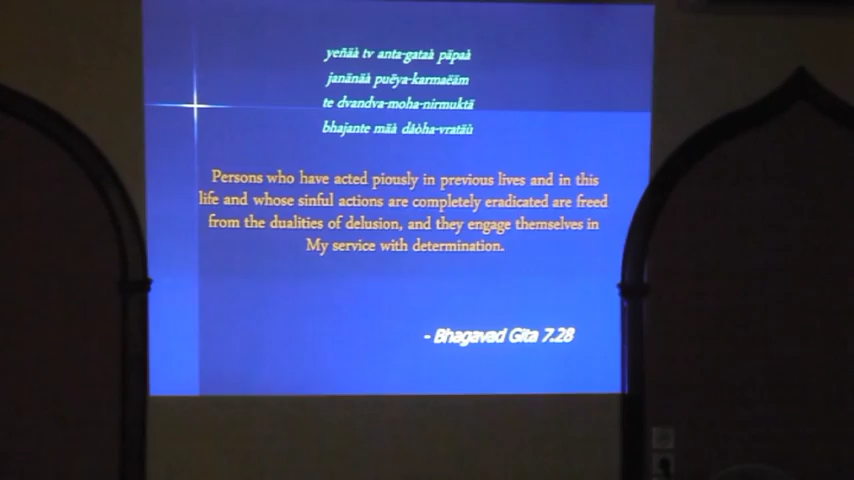 yeñäà tv anta-gataà päpaà
janänäà puëya-karmaëäm
te dvandva-moha-nirmuktä
bhajante mäà dåòha-vratäù
Persons who have acted piously in previous lives and in this
life and whose sinful actions are completely eradicated are freed
from the dualities of delusion, and they engage themselves in
My service with determination.
- Bhagavad Gita 7.28